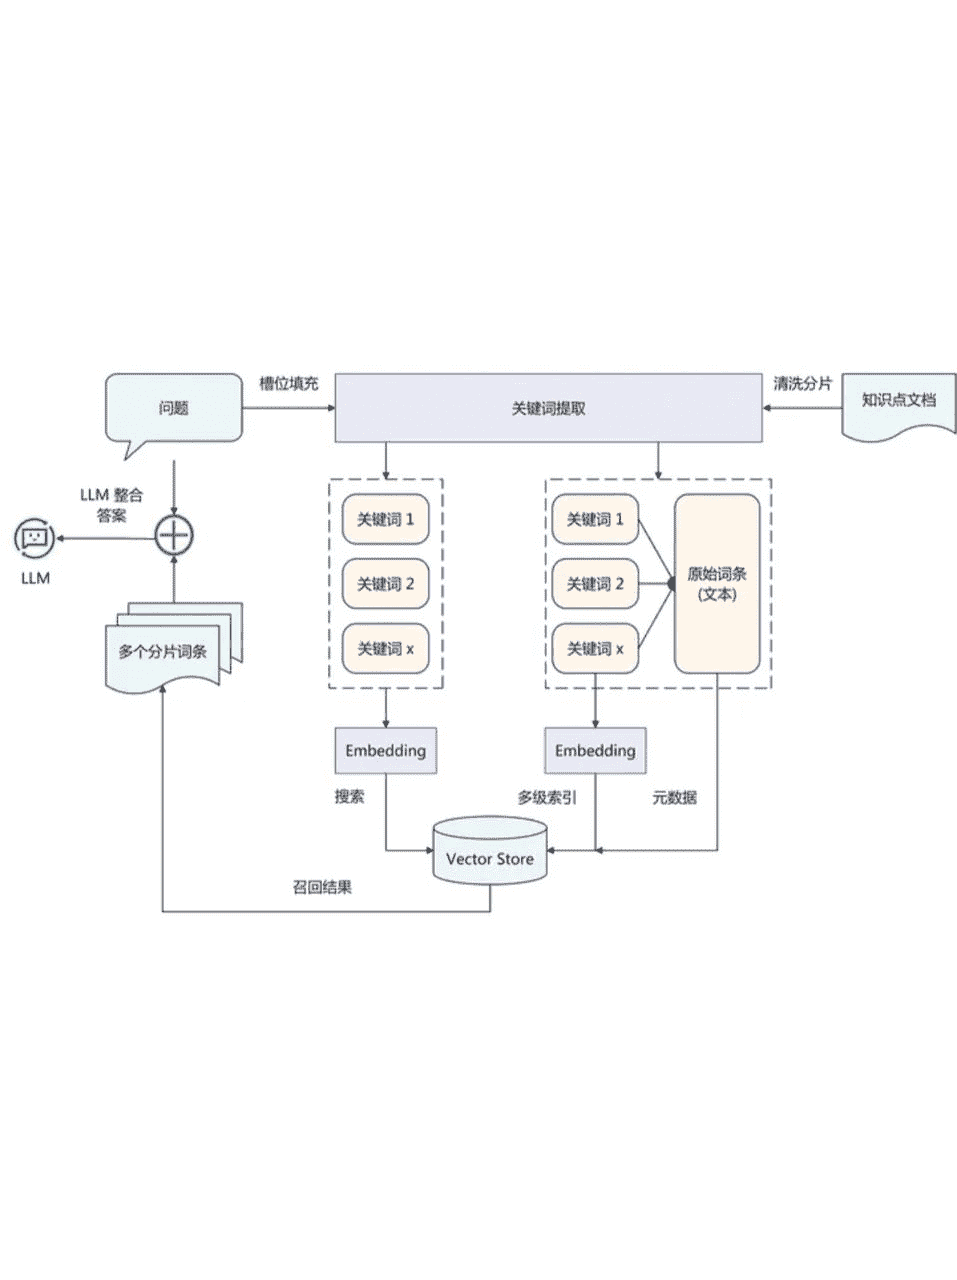 问题
槽位填充
关键词提取
清洗分片
知识点文档
LLM 整合
答案
LLM
多个分片词条
关键词 1
关键词 2
关键词 x
关键词 1
关键词 2
关键词 x
原始词条
(文本)
Embedding
Embedding
搜索
多级索引
元数据
Vector Store
召回结果